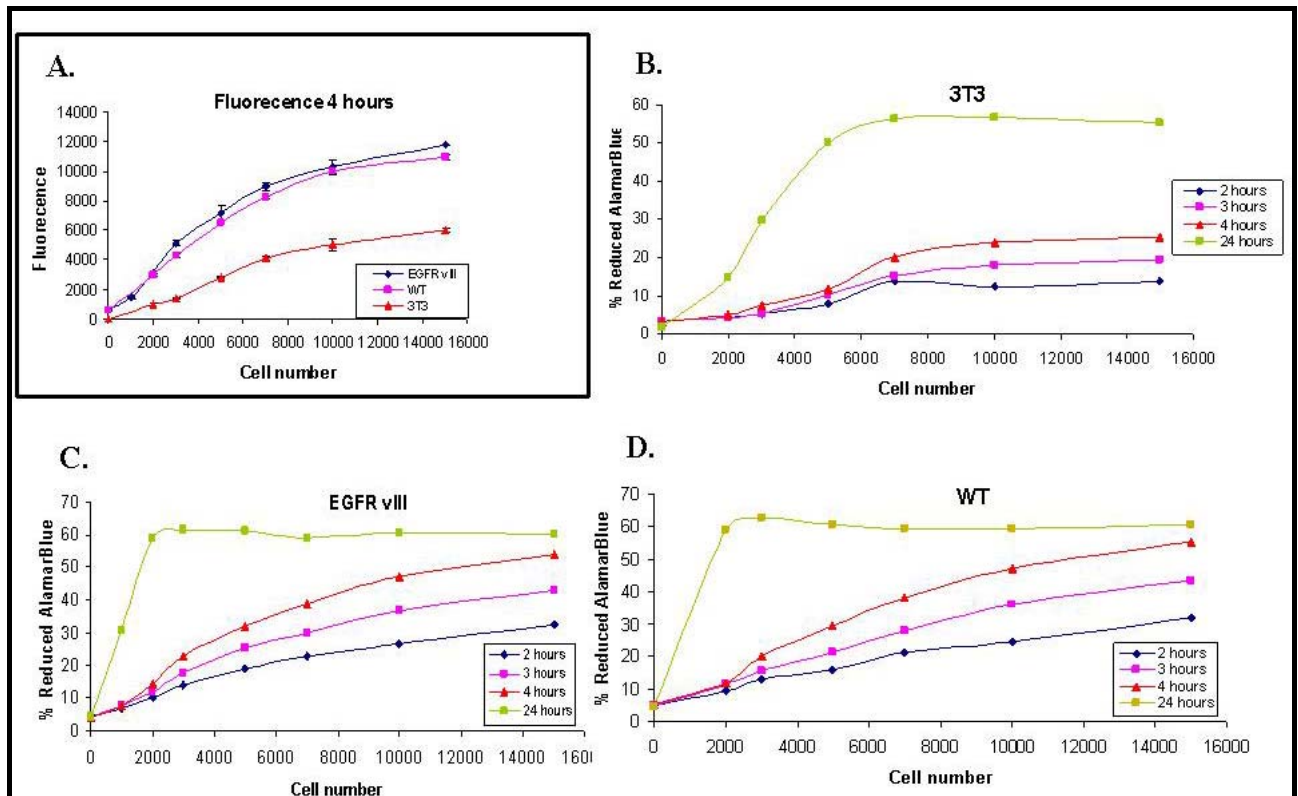 A.
Fluorecence 4 hours
14000
12000
10000
8000
6000
4000
2000
0
Fluorecence
EGFR vIII
WT
3T3
0 2000 4000 6000 8000 10000 12000 14000 16000
Cell number
B.
3T3
60
50
40
30
20
10
0
% Reduced AlamarBlue
2 hours
3 hours
4 hours
24 hours
0 2000 4000 6000 8000 10000 12000 14000 16000
Cell number
C.
EGFR vIII
70
60
50
40
30
20
10
0
% Reduced AlamarBlue
2 hours
3 hours
4 hours
24 hours
0 2000 4000 6000 8000 10000 12000 14000 1600
Cell number
D.
WT
70
60
50
40
30
20
10
0
% Reduced AlamarBlue
2 hours
3 hours
4 hours
24 hours
0 2000 4000 6000 8000 10000 12000 14000 16000
Cell number